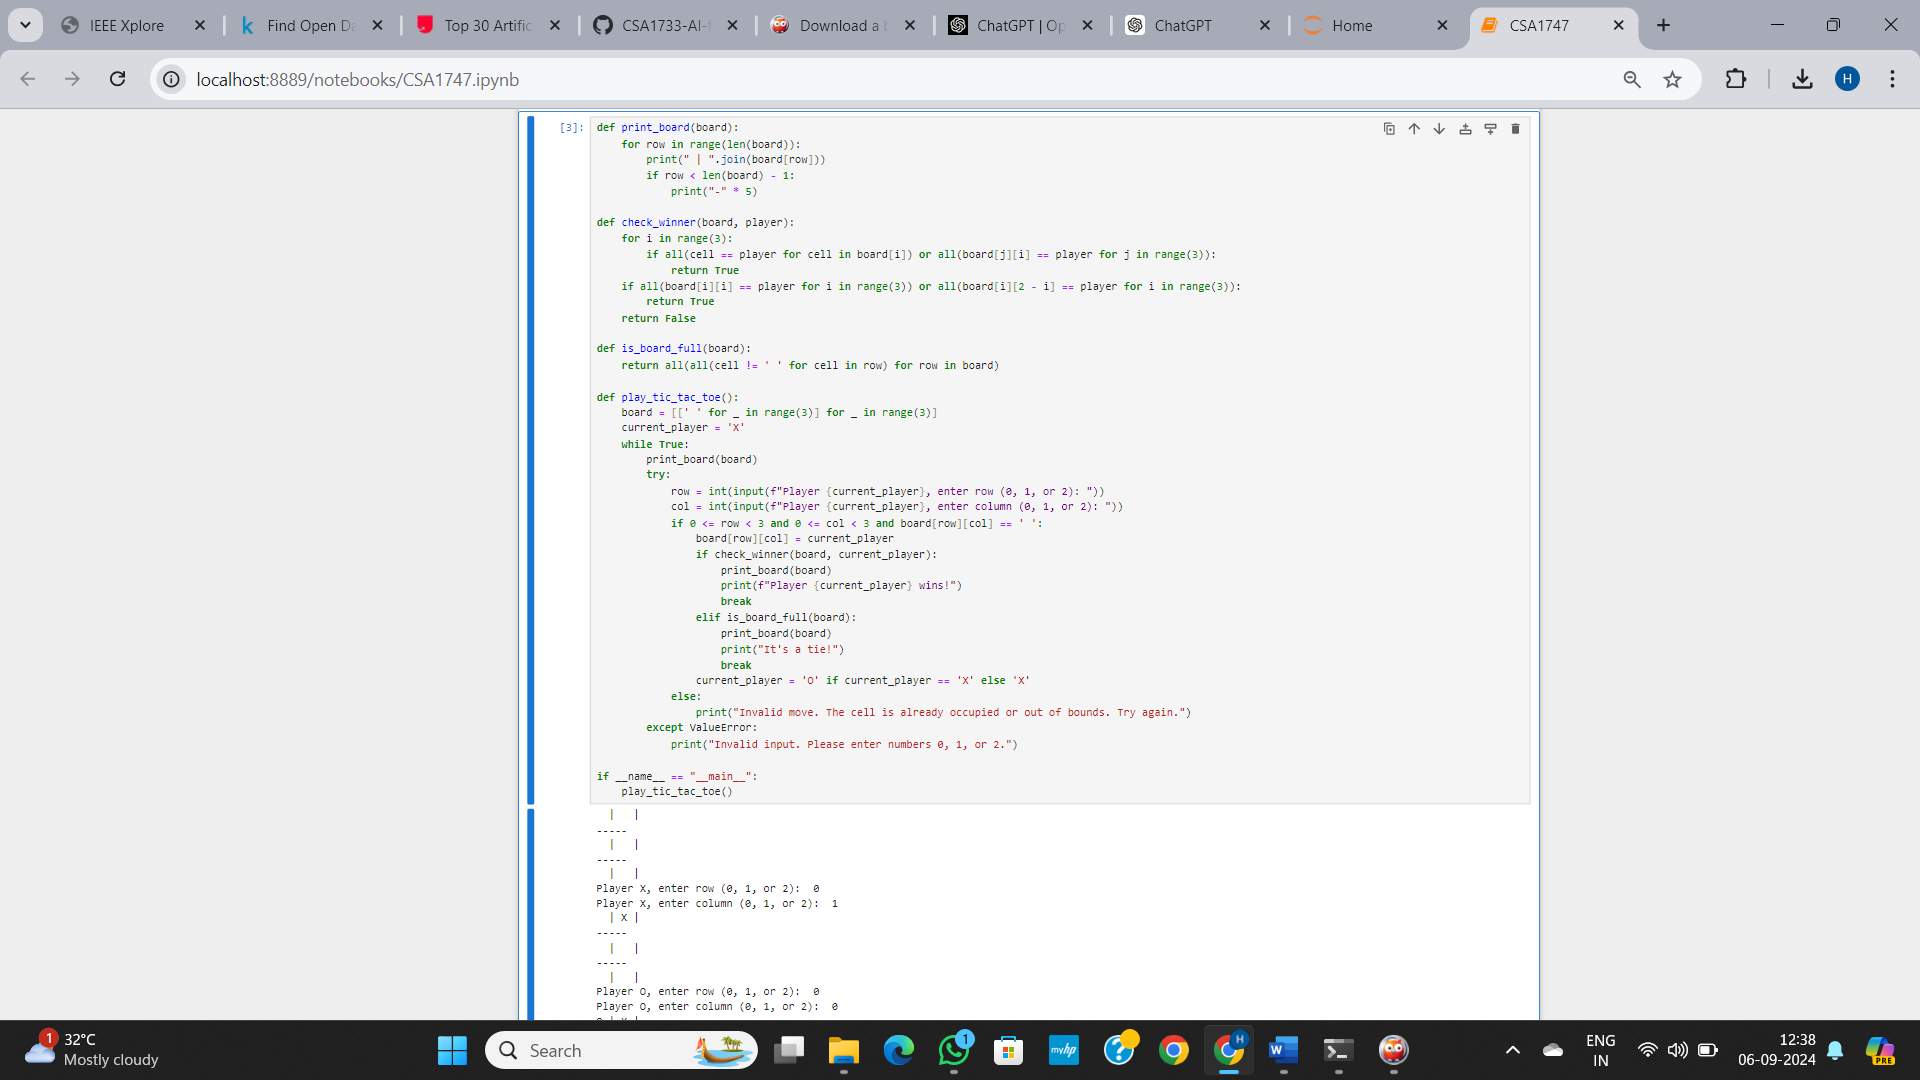 IEEE Xplore
Find Open Da
Top 30 Artific
CSA1733-AI-f
Download a b
ChatGPT | Op
ChatGPT
Home
CSA1747
localhost:8889/notebooks/CSA1747.ipynb
H
[3]:
def print_board(board):
    for row in range(len(board)):
        print(" | ".join(board[row]))
        if row < len(board) - 1:
            print("-" * 5)

def check_winner(board, player):
    for i in range(3):
        if all(cell == player for cell in board[i]) or all(board[j][i] == player for j in range(3)):
            return True
    if all(board[i][i] == player for i in range(3)) or all(board[i][2 - i] == player for i in range(3)):
        return True
    return False

def is_board_full(board):
    return all(all(cell != ' ' for cell in row) for row in board)

def play_tic_tac_toe():
    board = [[' ' for _ in range(3)] for _ in range(3)]
    current_player = 'X'
    while True:
        print_board(board)
        try:
            row = int(input(f"Player {current_player}, enter row (0, 1, or 2): "))
            col = int(input(f"Player {current_player}, enter column (0, 1, or 2): "))
            if 0 <= row < 3 and 0 <= col < 3 and board[row][col] == ' ':
                board[row][col] = current_player
                if check_winner(board, current_player):
                    print_board(board)
                    print(f"Player {current_player} wins!")
                    break
                elif is_board_full(board):
                    print_board(board)
                    print("It's a tie!")
                    break
                current_player = 'O' if current_player == 'X' else 'X'
            else:
                print("Invalid move. The cell is already occupied or out of bounds. Try again.")
        except ValueError:
            print("Invalid input. Please enter numbers 0, 1, or 2.")

if __name__ == "__main__":
    play_tic_tac_toe()
  |   |
-----
  |   |
-----
  |   |
Player X, enter row (0, 1, or 2):  0
Player X, enter column (0, 1, or 2):  1
  | X |
-----
  |   |
-----
  |   |
Player O, enter row (0, 1, or 2):  0
Player O, enter column (0, 1, or 2):  0
1
32°C
Mostly cloudy
Search
1
myhp
H
ENG
IN
12:38
06-09-2024
PRE